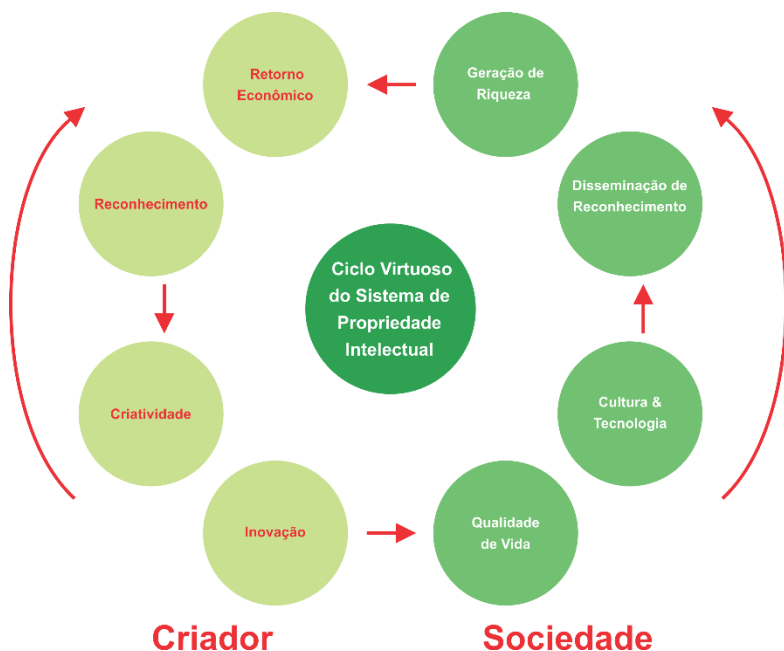 Retorno
Econômico
Geração de
Riqueza
Reconhecimento
Disseminação de
Reconhecimento
Ciclo Virtuoso
do Sistema de
Propriedade
Intelectual
Criatividade
Cultura &
Tecnologia
Inovação
Qualidade
de Vida
Criador
Sociedade